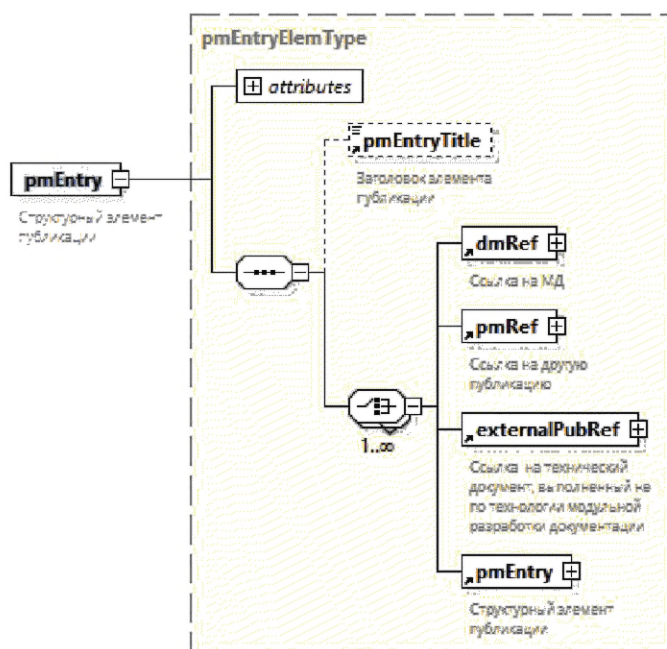 pmEntryElemType
attributes
pmEntryTitle
Заголовок элемента
публикации
pmEntry
Структурный элемент
публикации
dmRef
Ссылка на МД
pmRef
Ссылка на другую
публикацию
1..∞
externalPubRef
Ссылка на технический
документ, выполненный не
по технологии модульной
разработки документации
pmEntry
Структурный элемент
публикации